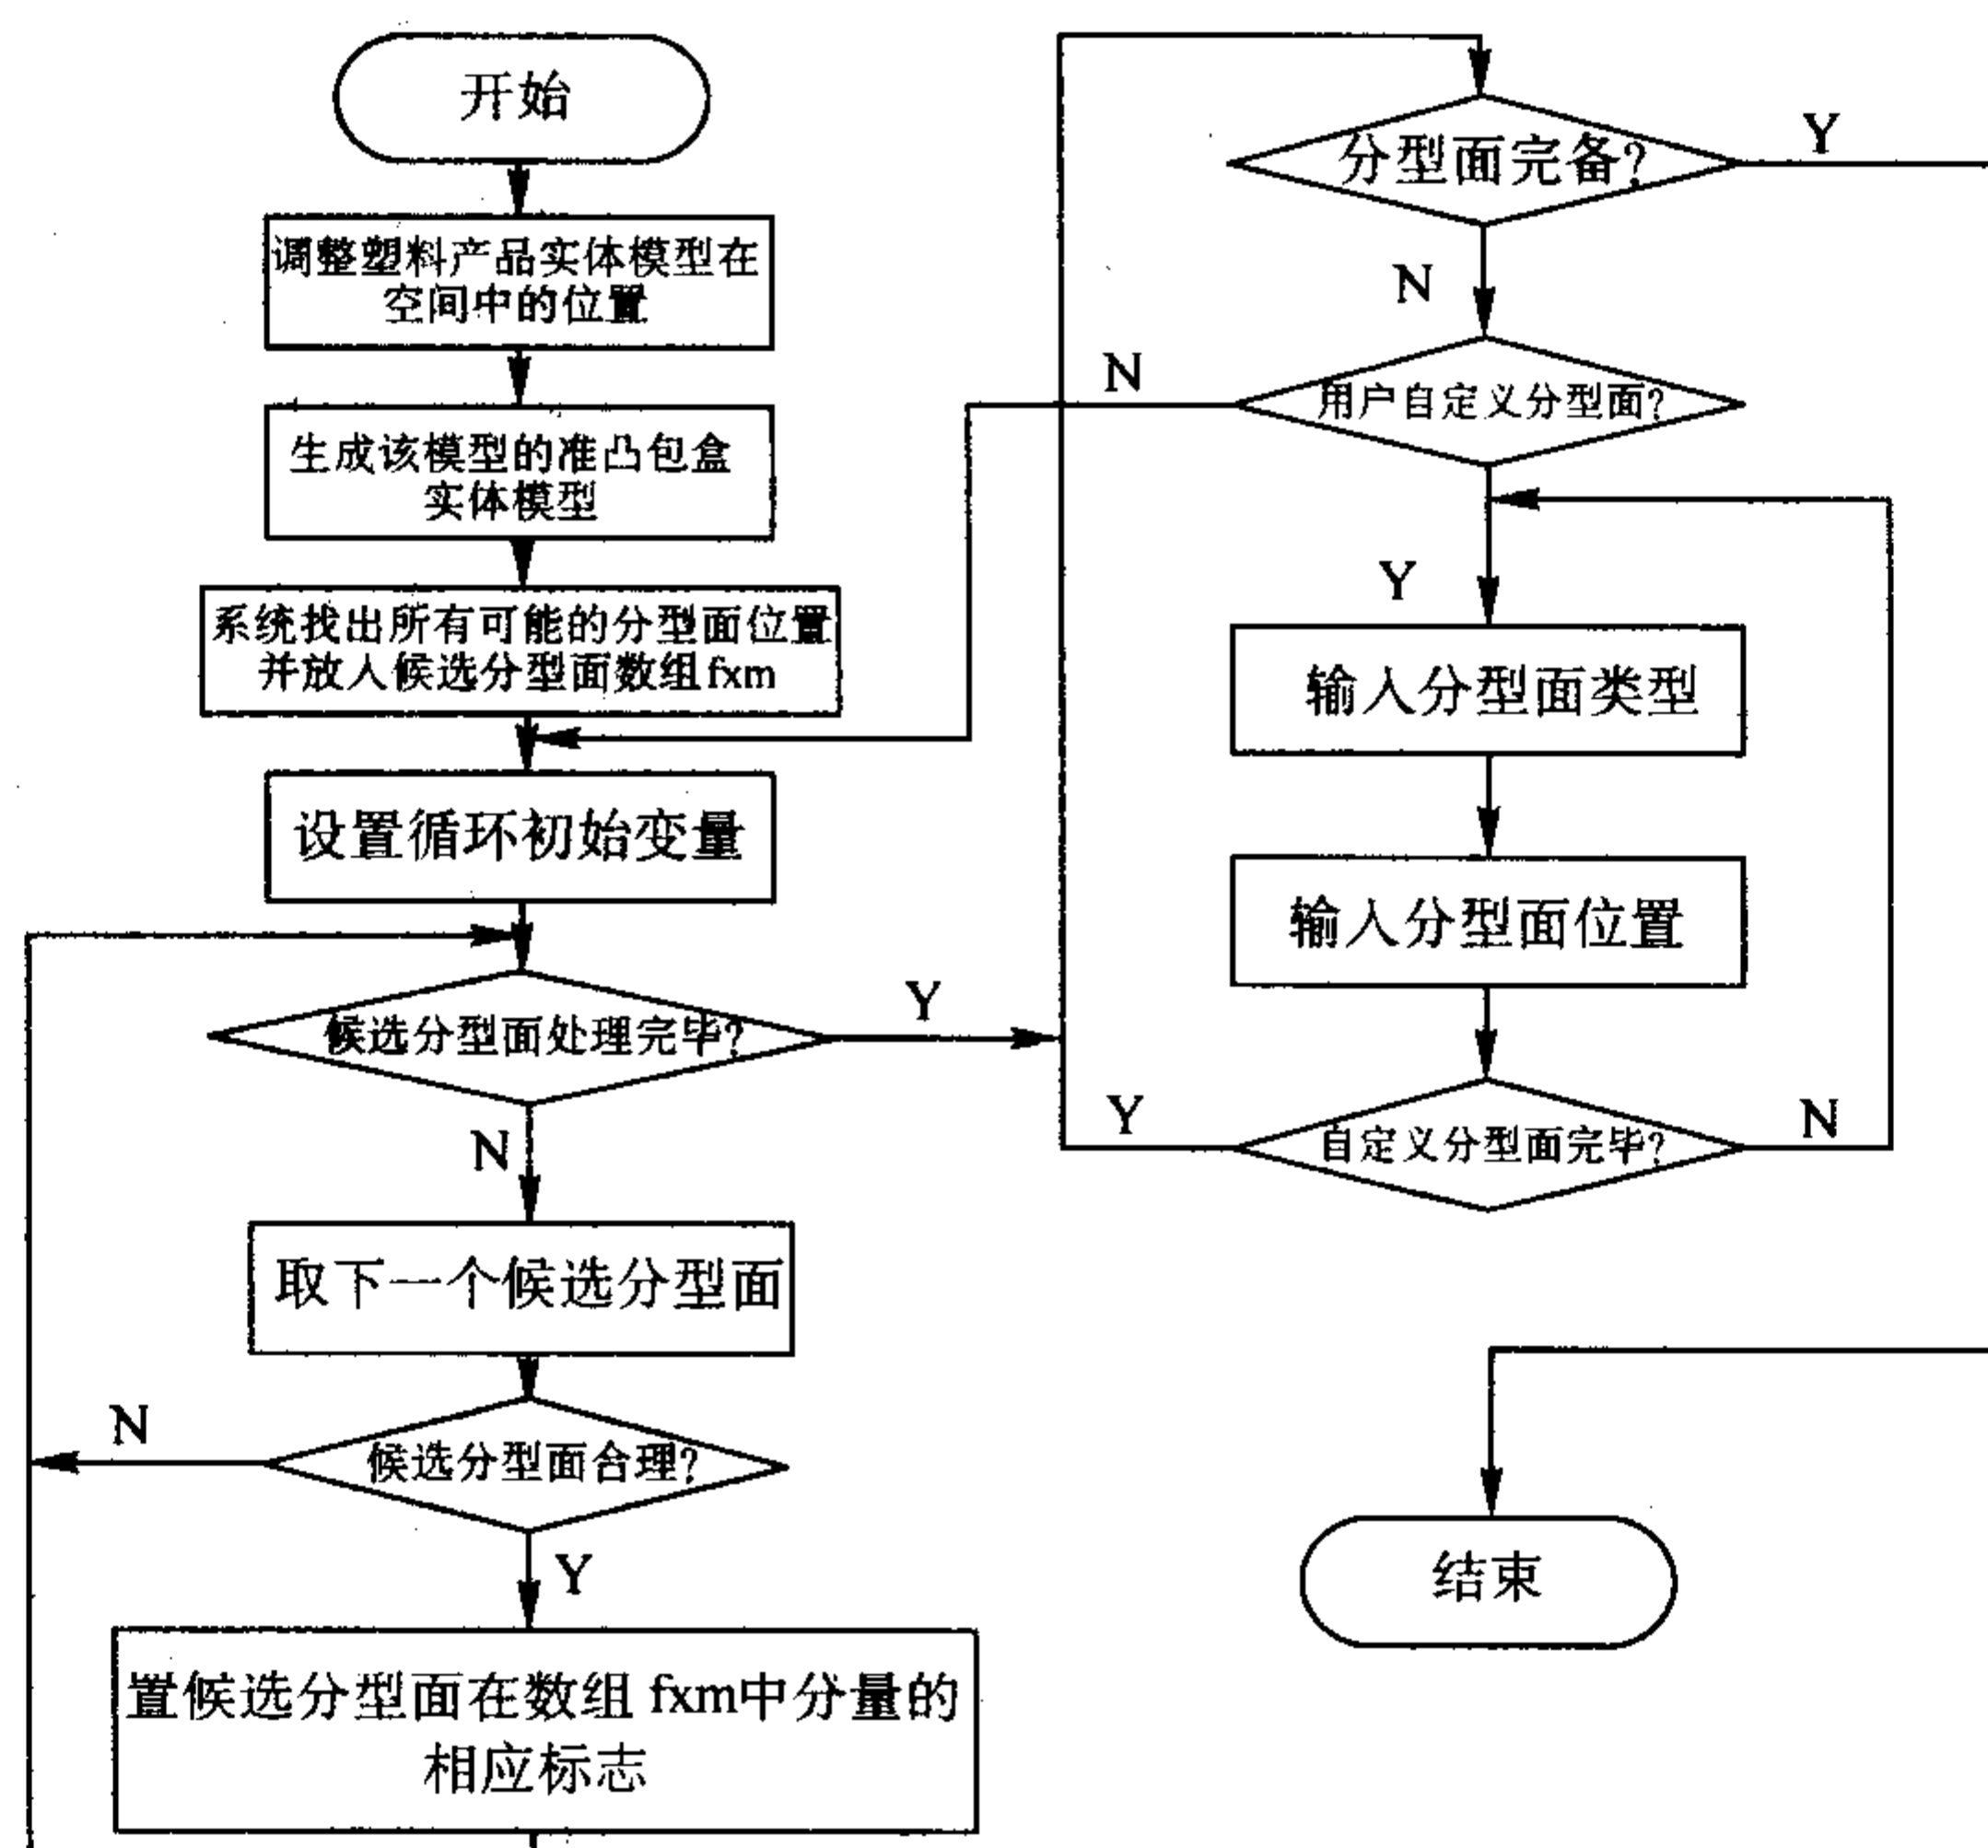 开始
调整塑料产品实体模型在
空间中的位置
生成该模型的准凸包盒
实体模型
系统找出所有可能的分型面位置
并放人候选分型面数组fxm
设置循环初始变量
候选分型面处理完毕?
Y
N
取下一个候选分型面
候选分型面合理?
N
Y
置候选分型面在数组 fxm中分量的
相应标志
分型面完备?
Y
N
用户自定义分型面?
N
Y
输入分型面类型
输入分型面位置
自定义分型面完毕?
Y
N
结束